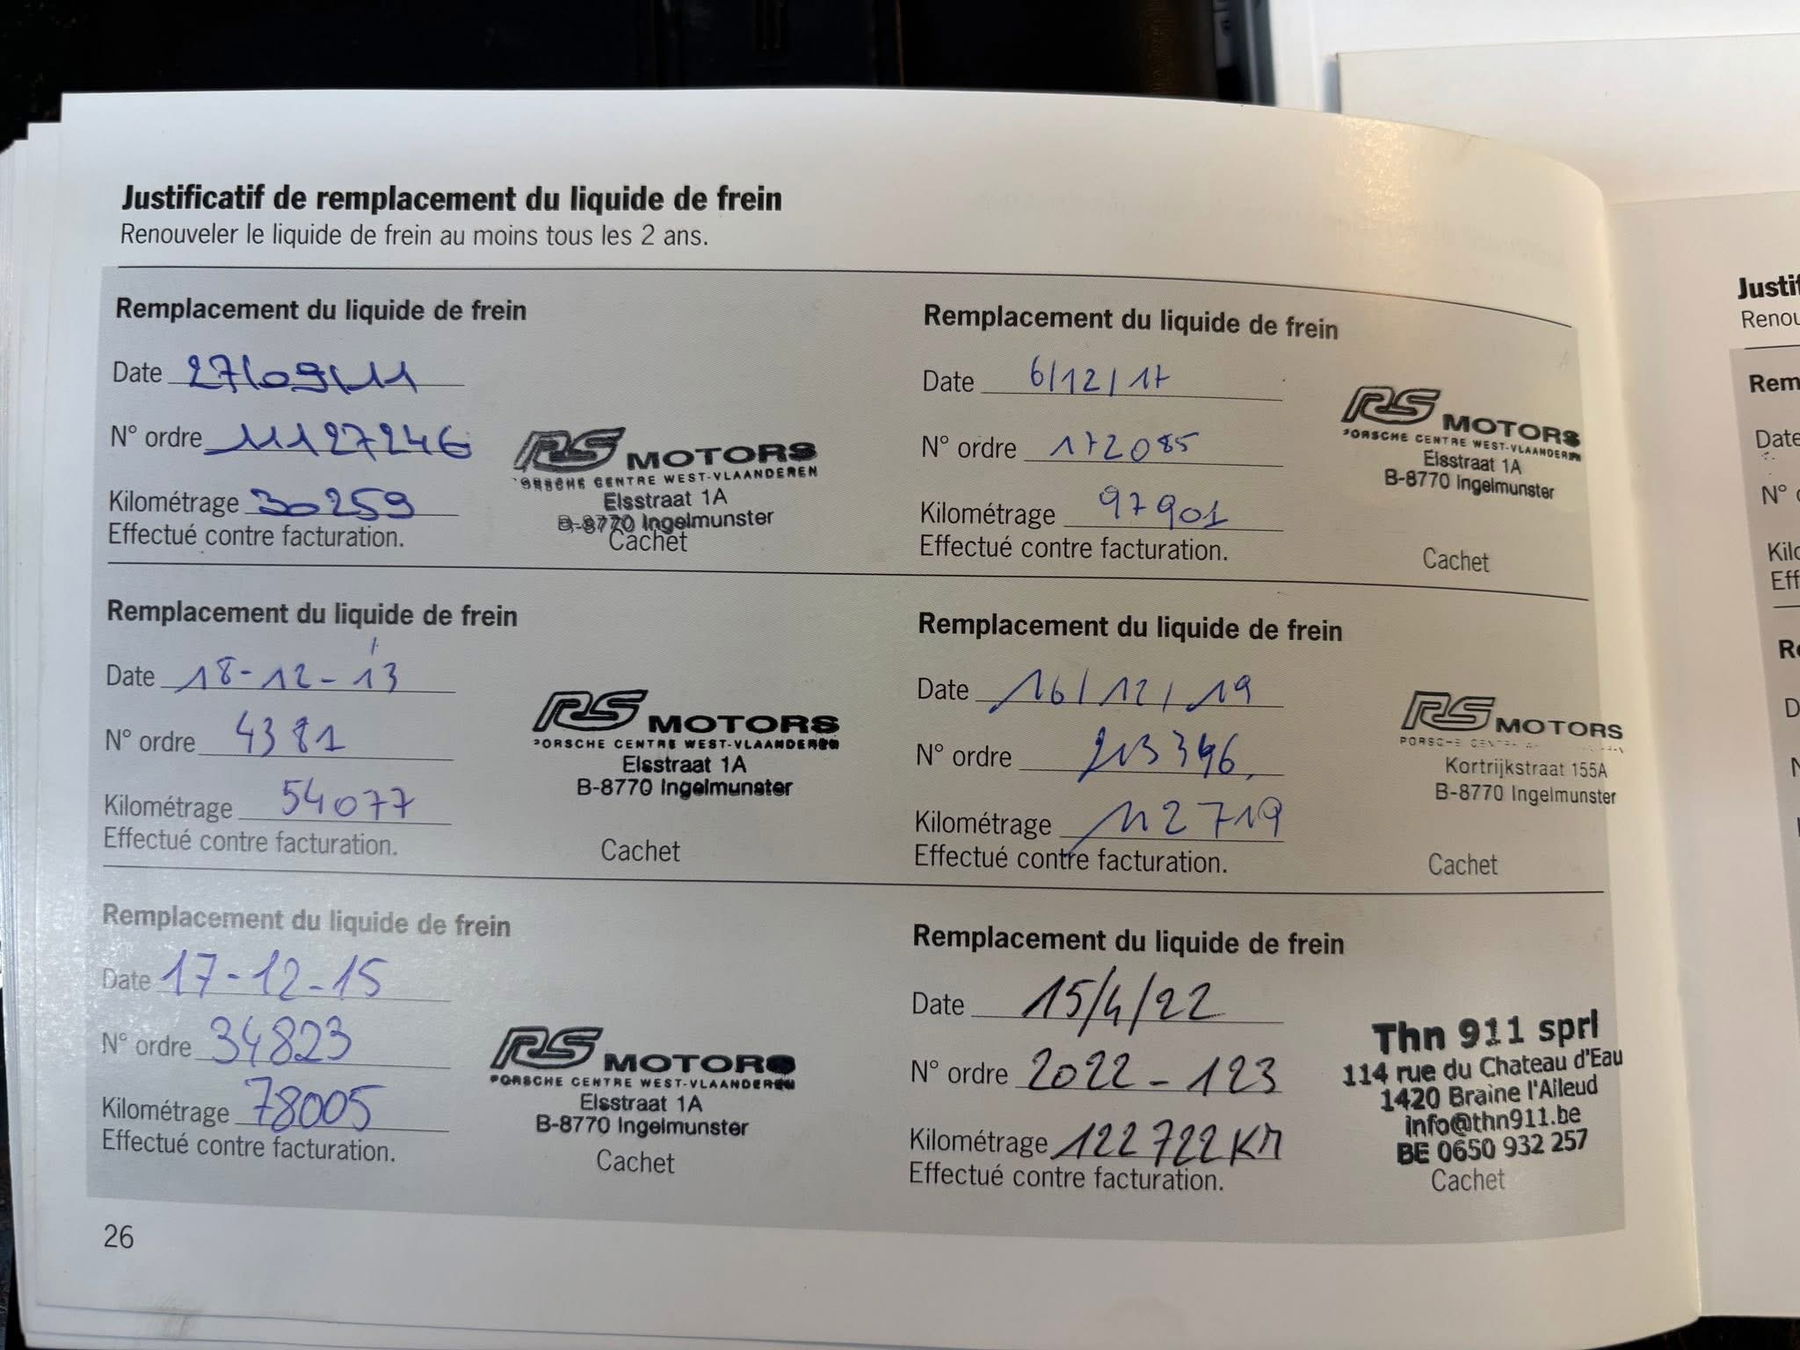 Justificatif de remplacement du liquide de frein
Renouveler le liquide de frein au moins tous les 2 ans.
Remplacement du liquide de frein
Date 27/09/11
N° ordre 11127246
Kilométrage 30259
Effectué contre facturation.
RS MOTORS
PORSCHE CENTRE WEST-VLAANDEREN
Elsstraat 1A
B-8770 Ingelmunster
Cachet
Remplacement du liquide de frein
Date 18-12-13
N° ordre 4381
Kilométrage 54077
Effectué contre facturation.
RS MOTORS
PORSCHE CENTRE WEST-VLAANDEREN
Elsstraat 1A
B-8770 Ingelmunster
Cachet
Remplacement du liquide de frein
Date 17-12-15
N° ordre 34823
Kilométrage 78005
Effectué contre facturation.
RS MOTORS
PORSCHE CENTRE WEST-VLAANDEREN
Elsstraat 1A
B-8770 Ingelmunster
Cachet
26
Remplacement du liquide de frein
Date 6/12/17
N° ordre 172085
Kilométrage 97901
Effectué contre facturation.
RS MOTORS
PORSCHE CENTRE WEST-VLAANDEREN
Elsstraat 1A
B-8770 Ingelmunster
Cachet
Remplacement du liquide de frein
Date 16/12/19
N° ordre 213346
Kilométrage 112719
Effectué contre facturation.
RS MOTORS
Kortrijkstraat 155A
B-8770 Ingelmunster
Cachet
Remplacement du liquide de frein
Date 15/4/22
N° ordre 2022-123
Kilométrage 122722 KM
Effectué contre facturation.
Thn 911 sprl
114 rue du Chateau d'Eau
1420 Braine l'Alleud
info@thn911.be
BE 0650 932 257
Cachet
Justif
Renou
Rem
Date
N°
Kilo
Eff